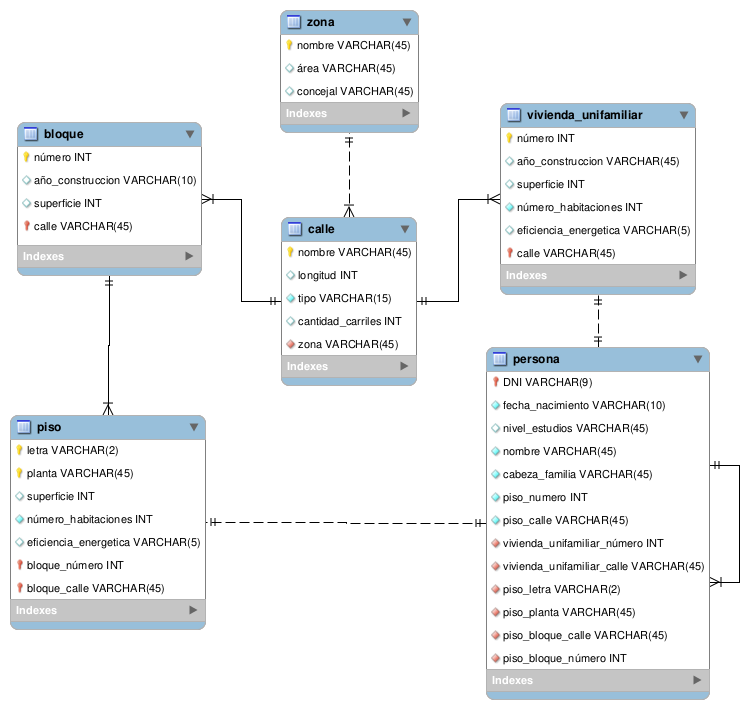 zona
nombre VARCHAR(45)
área VARCHAR(45)
concejal VARCHAR(45)
Indexes
bloque
número INT
año_construccion VARCHAR(10)
superficie INT
calle VARCHAR(45)
Indexes
vivienda_unifamiliar
número INT
año_construccion VARCHAR(45)
superficie INT
número_habitaciones INT
eficiencia_energetica VARCHAR(5)
calle VARCHAR(45)
Indexes
calle
nombre VARCHAR(45)
longitud INT
tipo VARCHAR(15)
cantidad_carriles INT
zona VARCHAR(45)
Indexes
piso
letra VARCHAR(2)
planta VARCHAR(45)
superficie INT
número_habitaciones INT
eficiencia_energetica VARCHAR(5)
bloque_número INT
bloque_calle VARCHAR(45)
Indexes
persona
DNI VARCHAR(9)
fecha_nacimiento VARCHAR(10)
nivel_estudios VARCHAR(45)
nombre VARCHAR(45)
cabeza_familia VARCHAR(45)
piso_numero INT
piso_calle VARCHAR(45)
vivienda_unifamiliar_número INT
vivienda_unifamiliar_calle VARCHAR(45)
piso_letra VARCHAR(2)
piso_planta VARCHAR(45)
piso_bloque_calle VARCHAR(45)
piso_bloque_número INT
Indexes